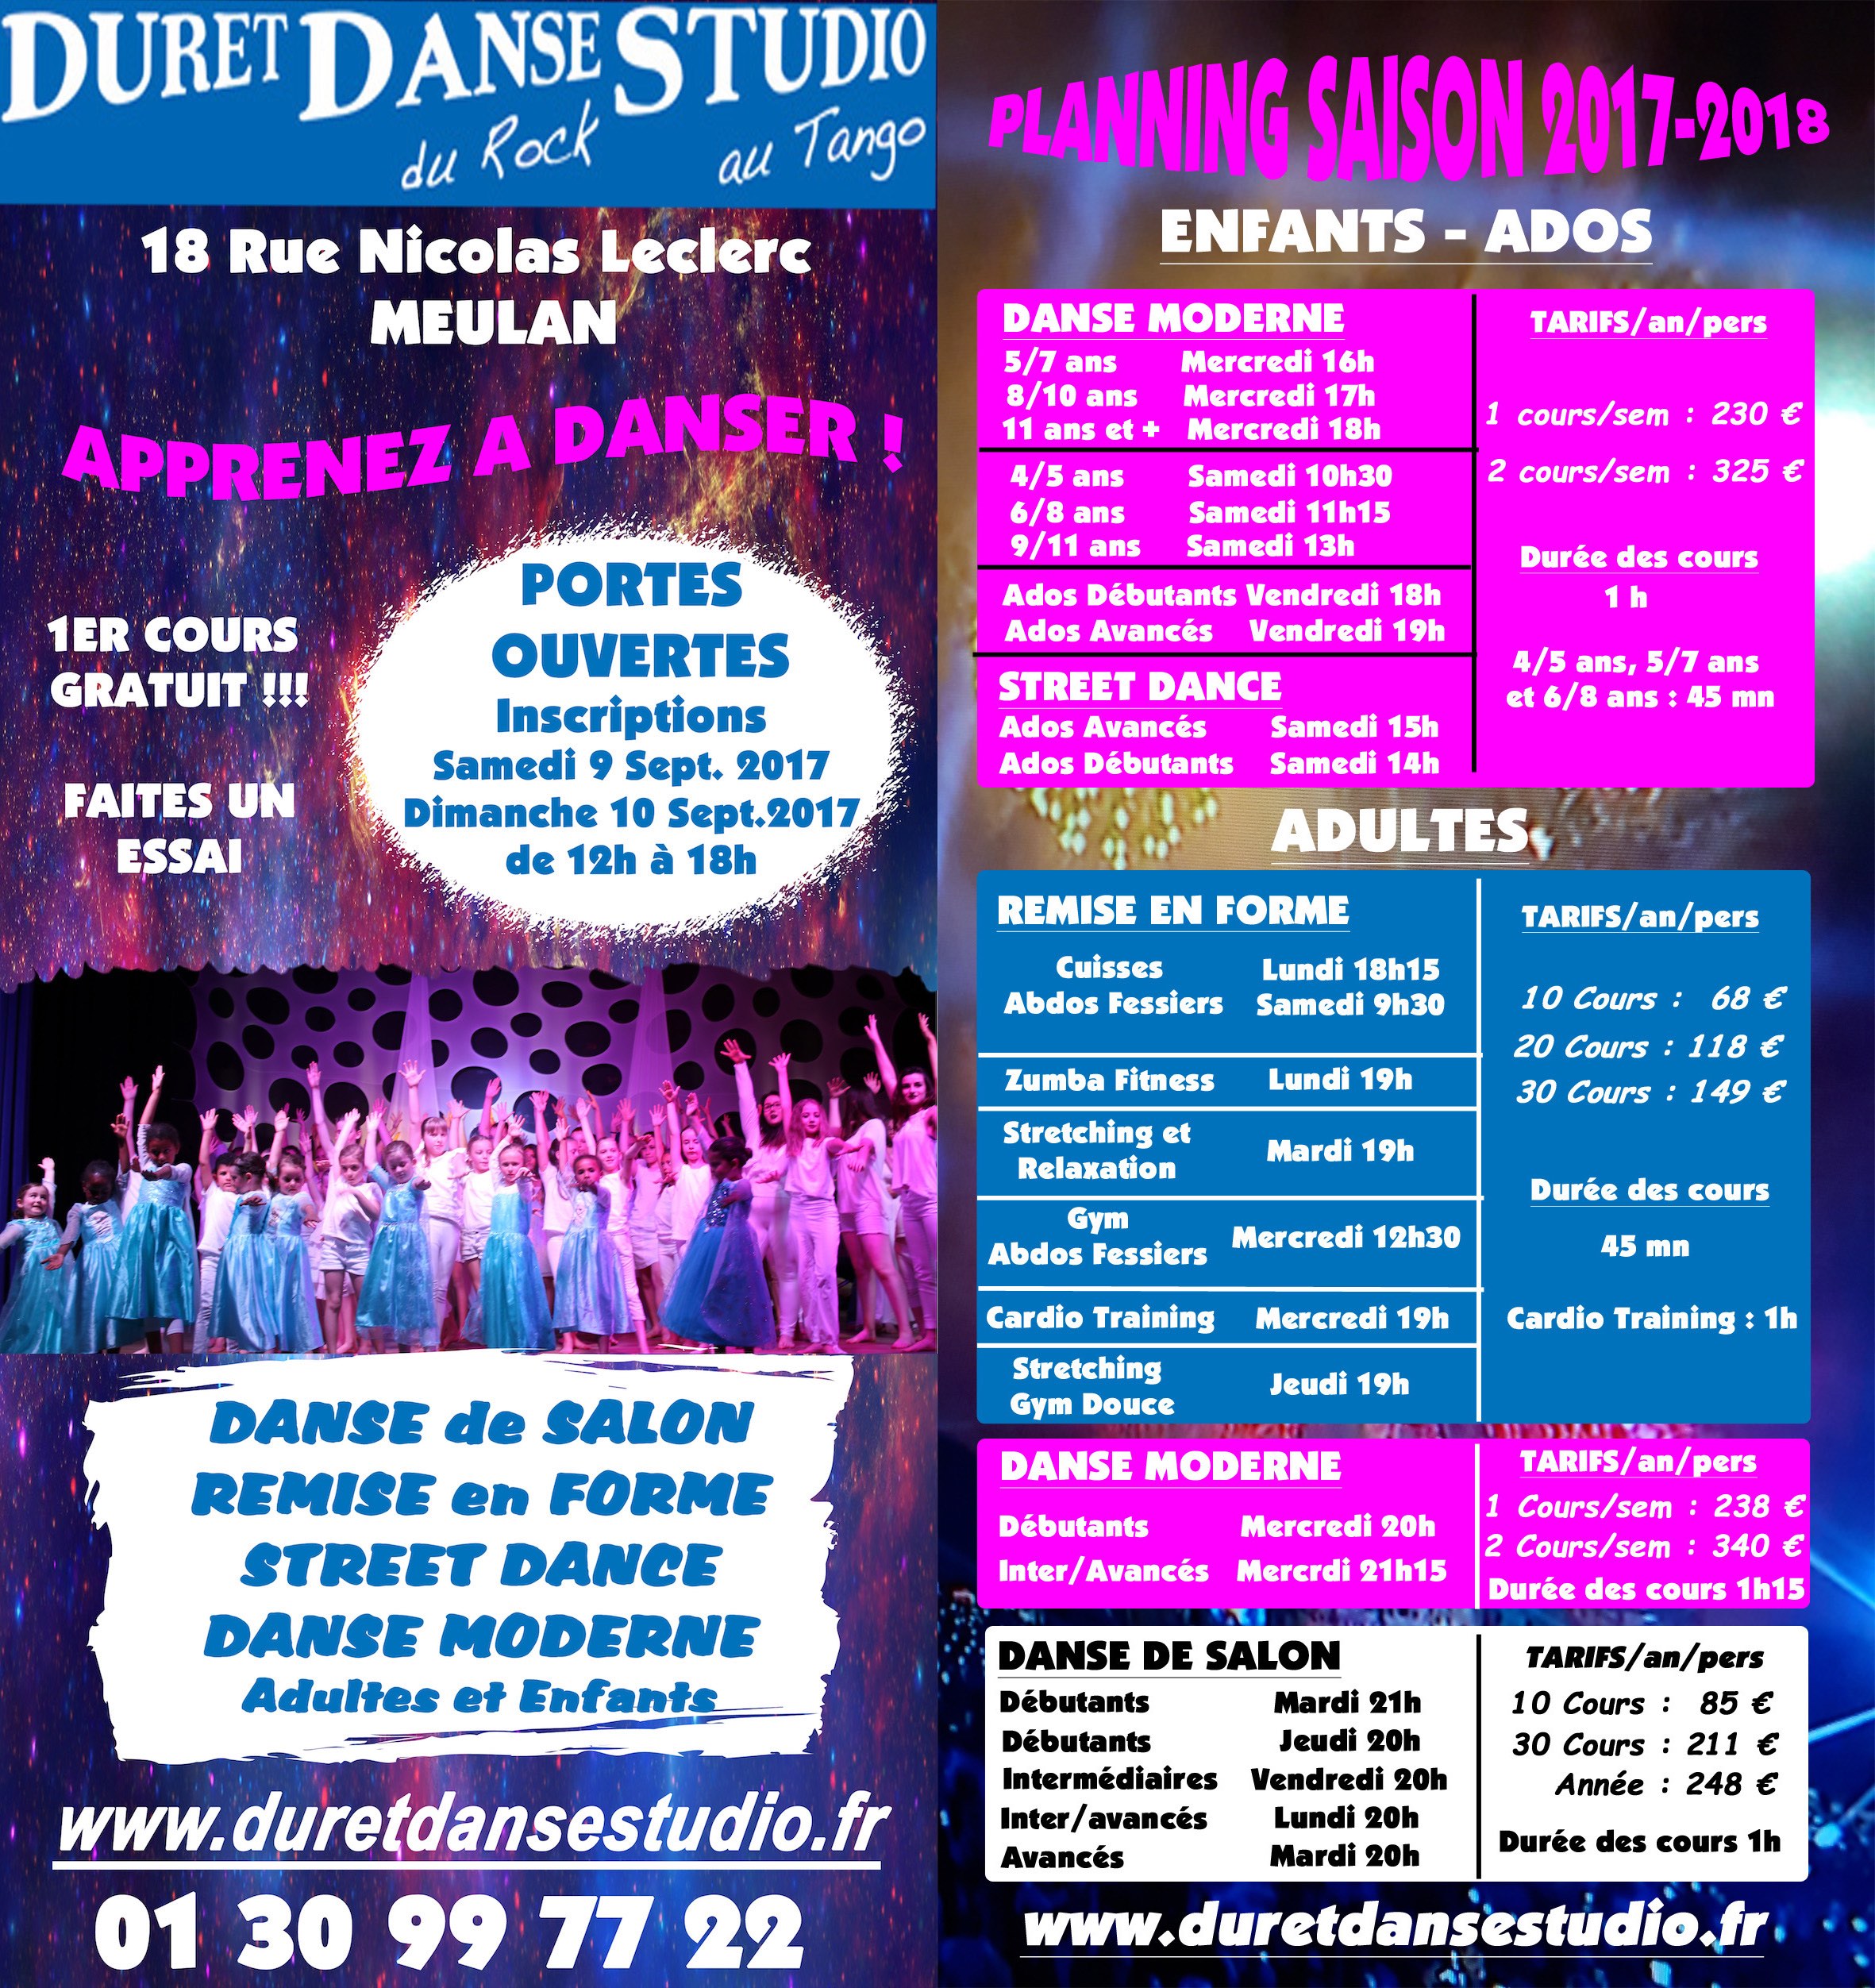 DURET DANSE STUDIO
du Rock au Tango
18 Rue Nicolas Leclerc
MEULAN
APPRENEZ A DANSER !
1ER COURS
GRATUIT !!!
FAITES UN
ESSAI
PORTES
OUVERTES
Inscriptions
Samedi 9 Sept. 2017
Dimanche 10 Sept.2017
de 12h à 18h
DANSE de SALON
REMISE en FORME
STREET DANCE
DANSE MODERNE
Adultes et Enfants
www.duretdansestudio.fr
01 30 99 77 22
PLANNING SAISON 2017-2018
ENFANTS - ADOS
DANSE MODERNE
5/7 ans Mercredi 16h
8/10 ans Mercredi 17h
11 ans et + Mercredi 18h
4/5 ans Samedi 10h30
6/8 ans Samedi 11h15
9/11 ans Samedi 13h
Ados Débutants Vendredi 18h
Ados Avancés Vendredi 19h
STREET DANCE
Ados Avancés Samedi 15h
Ados Débutants Samedi 14h
TARIFS/an/pers
1 cours/sem : 230 €
2 cours/sem : 325 €
Durée des cours
1 h
4/5 ans, 5/7 ans
et 6/8 ans : 45 mn
ADULTES
REMISE EN FORME
Cuisses Lundi 18h15
Abdos Fessiers Samedi 9h30
Zumba Fitness Lundi 19h
Stretching et
Relaxation
Mardi 19h
Gym
Abdos Fessiers
Mercredi 12h30
Cardio Training Mercredi 19h
Stretching
Gym Douce
Jeudi 19h
TARIFS/an/pers
10 Cours : 68 €
20 Cours : 118 €
30 Cours : 149 €
Durée des cours
45 mn
Cardio Training : 1h
DANSE MODERNE
Débutants Mercredi 20h
Inter/Avancés Mercrdi 21h15
TARIFS/an/pers
1 Cours/sem : 238 €
2 Cours/sem : 340 €
Durée des cours 1h15
DANSE DE SALON
Débutants Mardi 21h
Débutants Jeudi 20h
Intermédiaires Vendredi 20h
Inter/avancés Lundi 20h
Avancés Mardi 20h
TARIFS/an/pers
10 Cours : 85 €
30 Cours : 211 €
Année : 248 €
Durée des cours 1h
www.duretdansestudio.fr